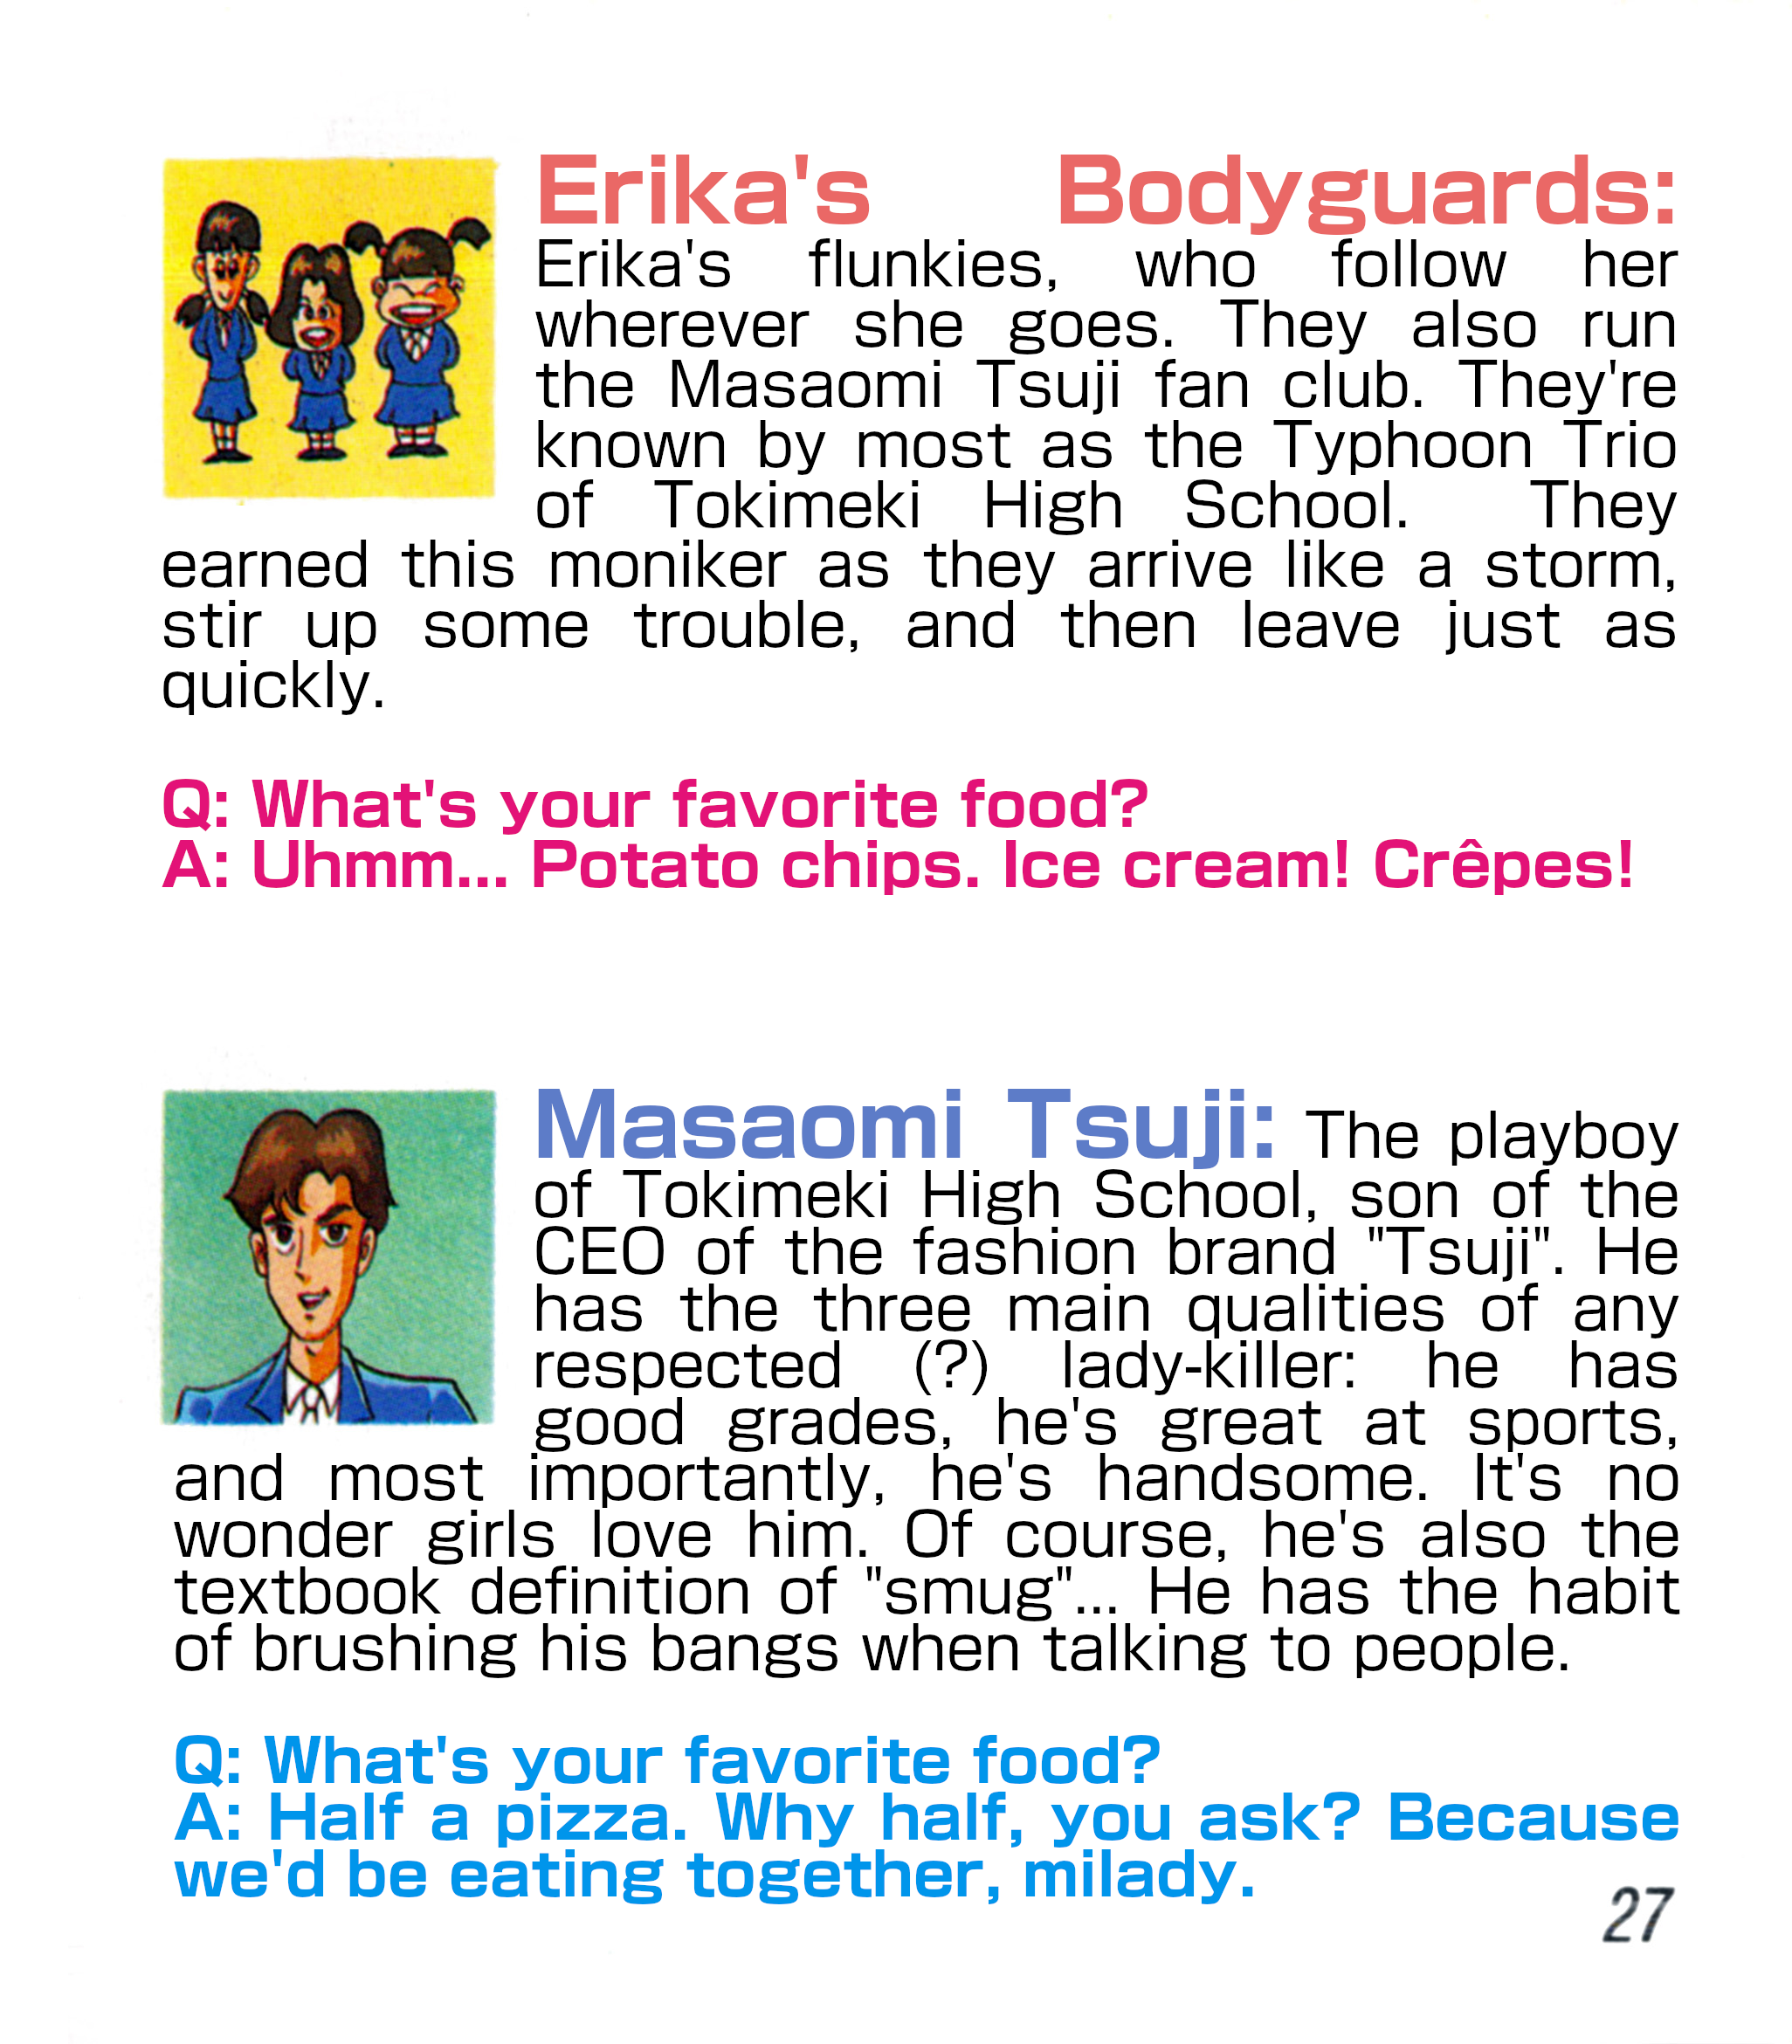 Erika's Bodyguards:
Erika's flunkies, who follow her
wherever she goes. They also run
the Masaomi Tsuji fan club. They're
known by most as the Typhoon Trio
of Tokimeki High School. They
earned this moniker as they arrive like a storm,
stir up some trouble, and then leave just as
quickly.
Q: What's your favorite food?
A: Uhmm... Potato chips. Ice cream! Crêpes!
Masaomi Tsuji: The playboy
of Tokimeki High School, son of the
CEO of the fashion brand "Tsuji". He
has the three main qualities of any
respected (?) lady-killer: he has
good grades, he's great at sports,
and most importantly, he's handsome. It's no
wonder girls love him. Of course, he's also the
textbook definition of "smug"... He has the habit
of brushing his bangs when talking to people.
Q: What's your favorite food?
A: Half a pizza. Why half, you ask? Because
we'd be eating together, milady.
27